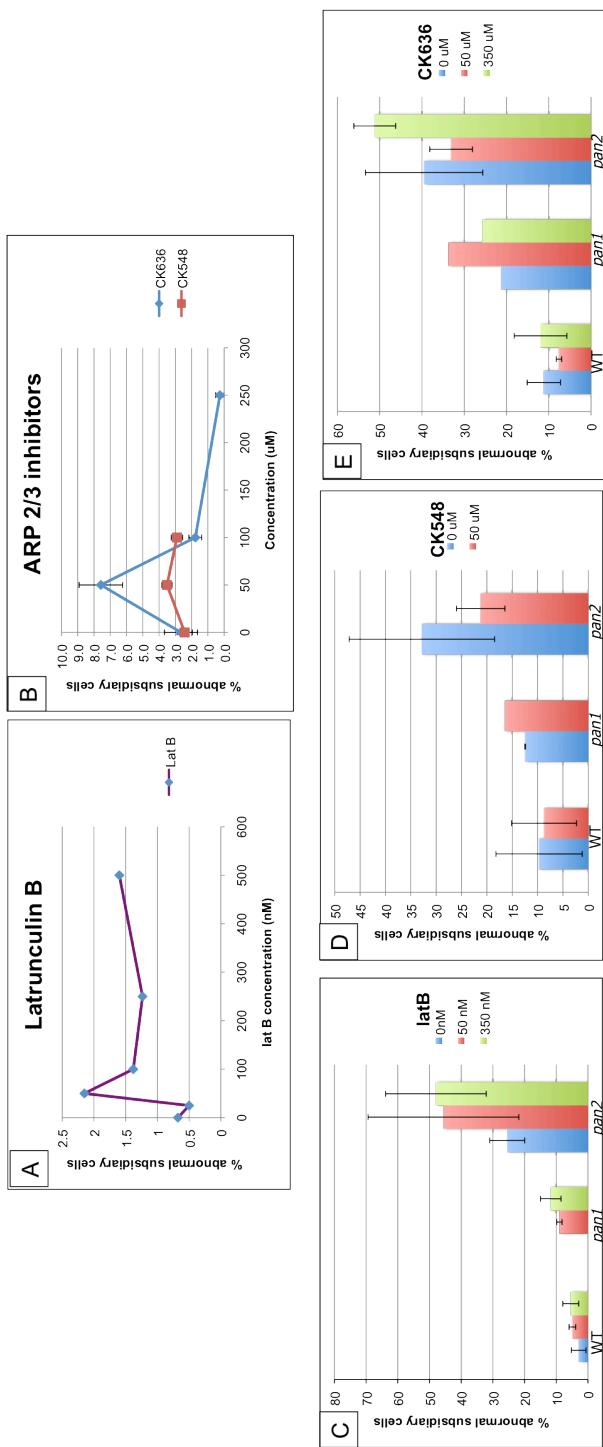 A
Latrunculin B
% abnormal subsidiary cells
2.5
2
1.5
1
0.5
0
0
100
200
300
400
500
600
lat B concentration (nM)
Lat B
B
ARP 2/3 inhibitors
% abnormal subsidiary cells
10.0
9.0
8.0
7.0
6.0
5.0
4.0
3.0
2.0
1.0
0.0
0
50
100
150
200
250
300
Concentration (uM)
CK636
CK548
C
latB
0nM
50 nM
350 nM
% abnormal subsidiary cells
80
70
60
50
40
30
20
10
0
WT
pan1
pan2
D
CK548
0 uM
50 uM
% abnormal subsidiary cells
50
45
40
35
30
25
20
15
10
5
0
WT
pan1
pan2
E
CK636
0 uM
50 uM
350 uM
% abnormal subsidiary cells
60
50
40
30
20
10
0
WT
pan1
pan2